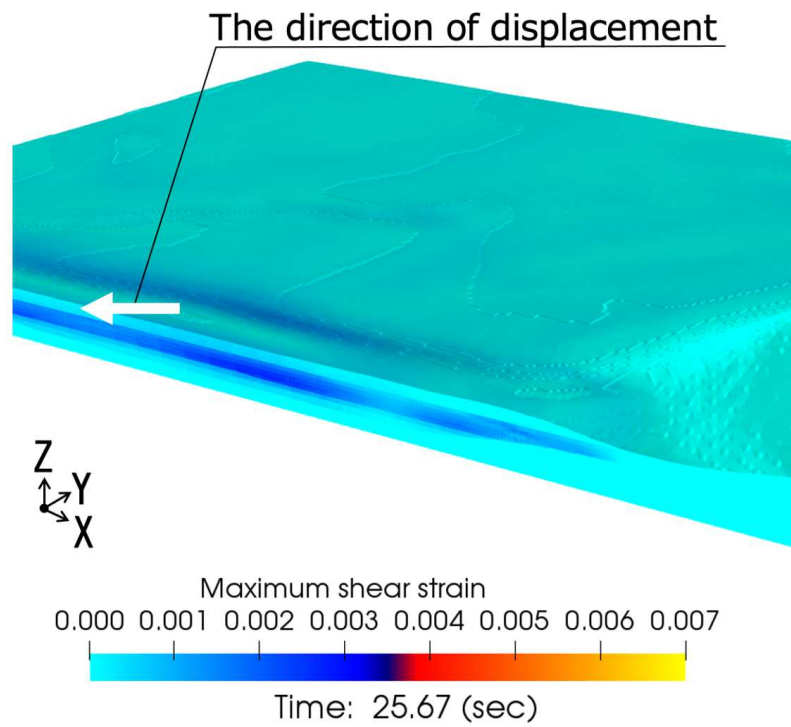 The direction of displacement
Z
Y
X
Maximum shear strain
0.000 0.001 0.002 0.003 0.004 0.005 0.006 0.007
Time: 25.67 (sec)